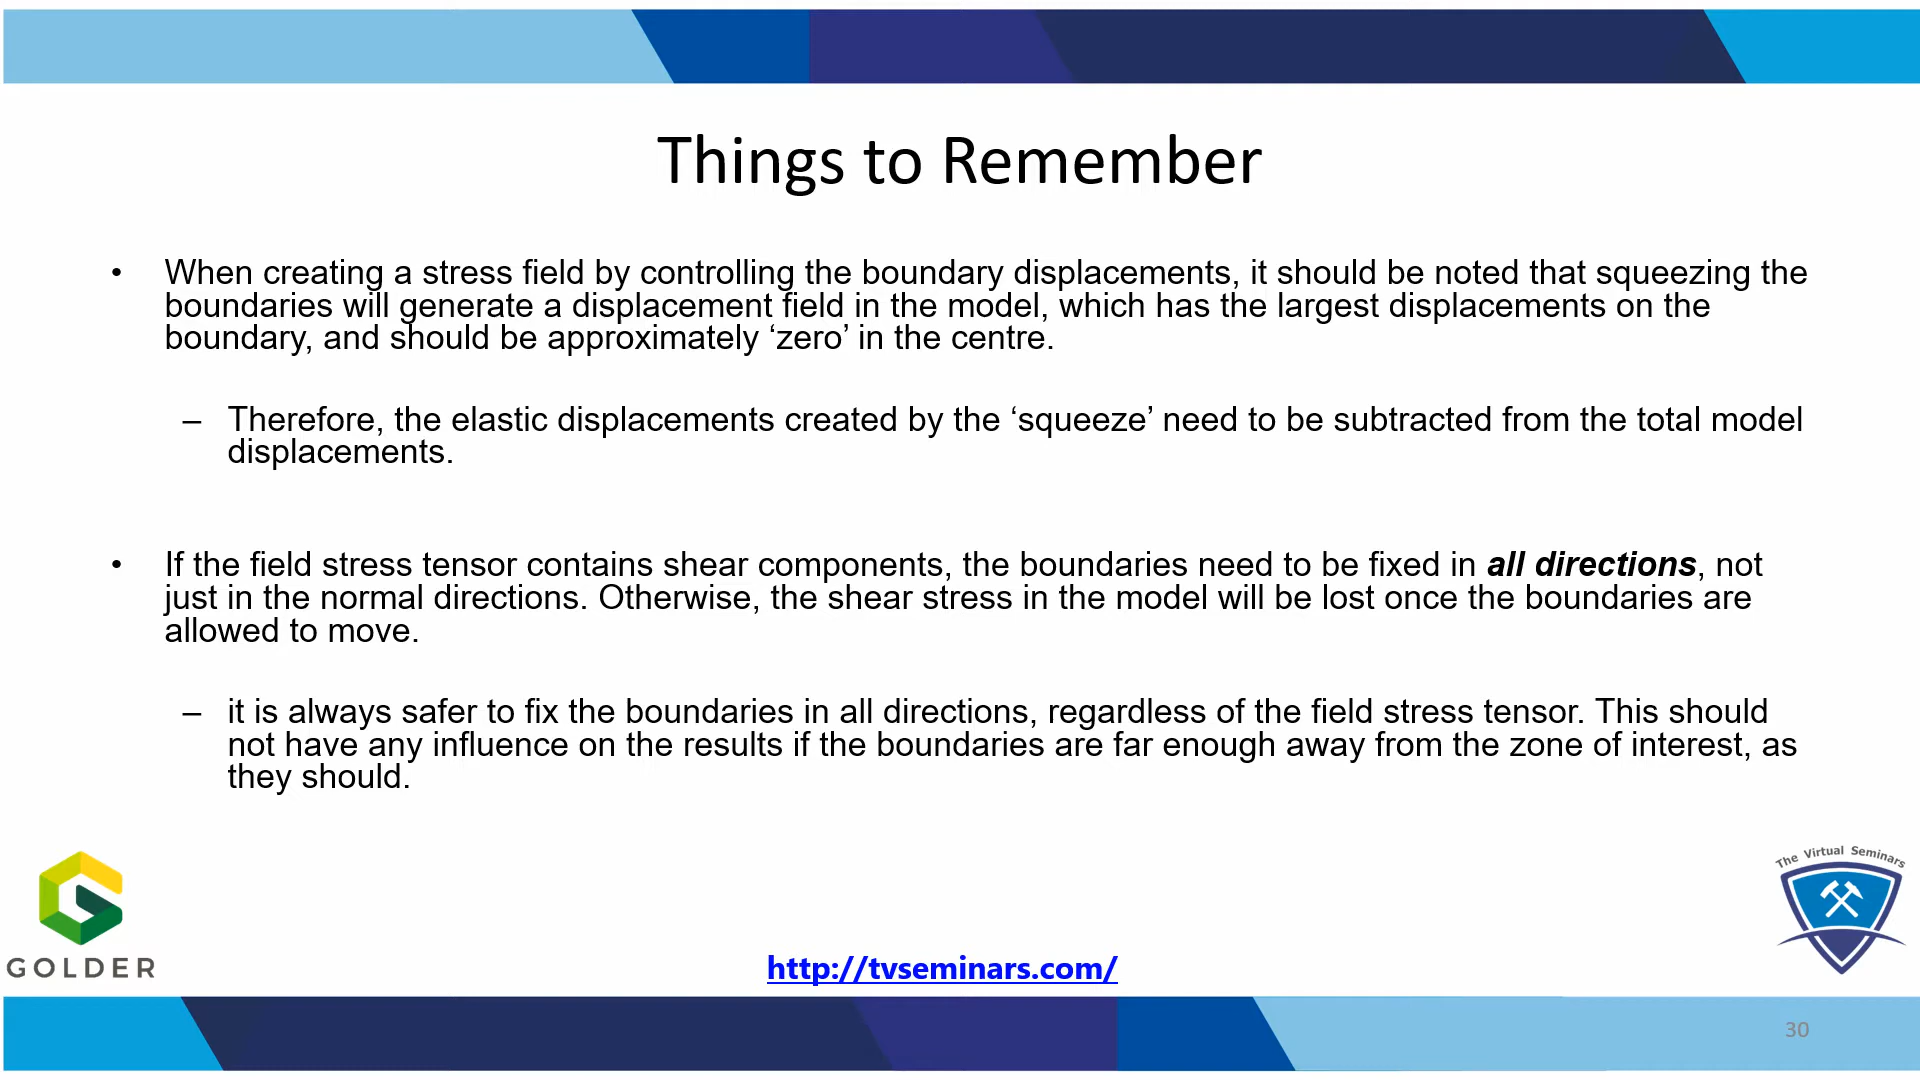 Things to Remember
• When creating a stress field by controlling the boundary displacements, it should be noted that squeezing the
boundaries will generate a displacement field in the model, which has the largest displacements on the
boundary, and should be approximately ‘zero’ in the centre.
– Therefore, the elastic displacements created by the ‘squeeze’ need to be subtracted from the total model
displacements.
• If the field stress tensor contains shear components, the boundaries need to be fixed in all directions, not
just in the normal directions. Otherwise, the shear stress in the model will be lost once the boundaries are
allowed to move.
– it is always safer to fix the boundaries in all directions, regardless of the field stress tensor. This should
not have any influence on the results if the boundaries are far enough away from the zone of interest, as
they should.
GOLDER
http://tvseminars.com/
The Virtual Seminars
30